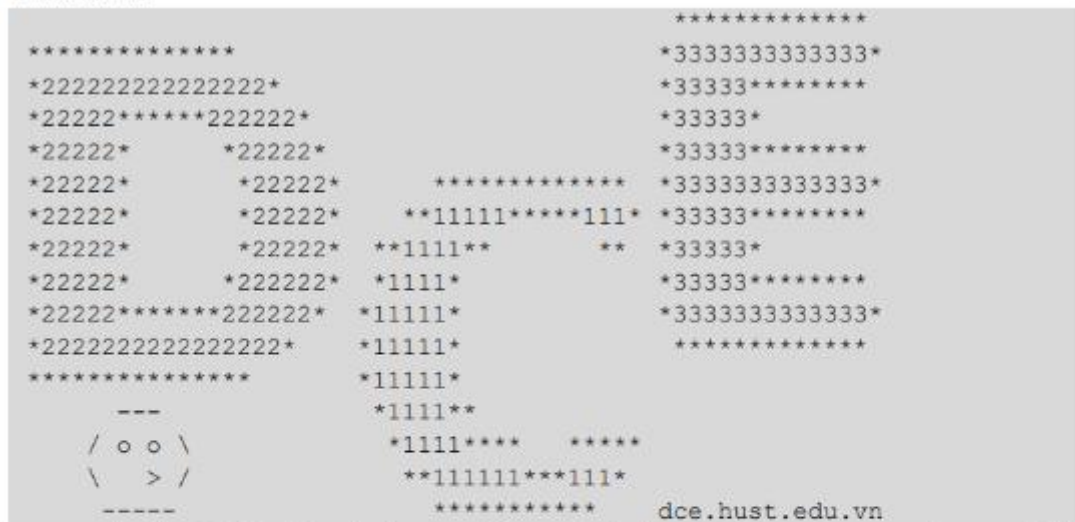 *************
**************                             *3333333333333*
*222222222222222*                          *33333********
*22222******222222*                        *33333*
*22222*      *22222*                       *33333********
*22222*       *22222*      *************  *3333333333333*
*22222*       *22222*    **11111*****111* *33333********
*22222*       *22222*  **1111**       **  *33333*
*22222*      *222222*  *1111*             *33333********
*22222*******222222*  *11111*             *3333333333333*
*2222222222222222*    *11111*              *************
***************       *11111*
      ---              *1111**
    / o o \             *1111****   *****
    \   > /              **111111***111*
     -----                 ***********    dce.hust.edu.vn